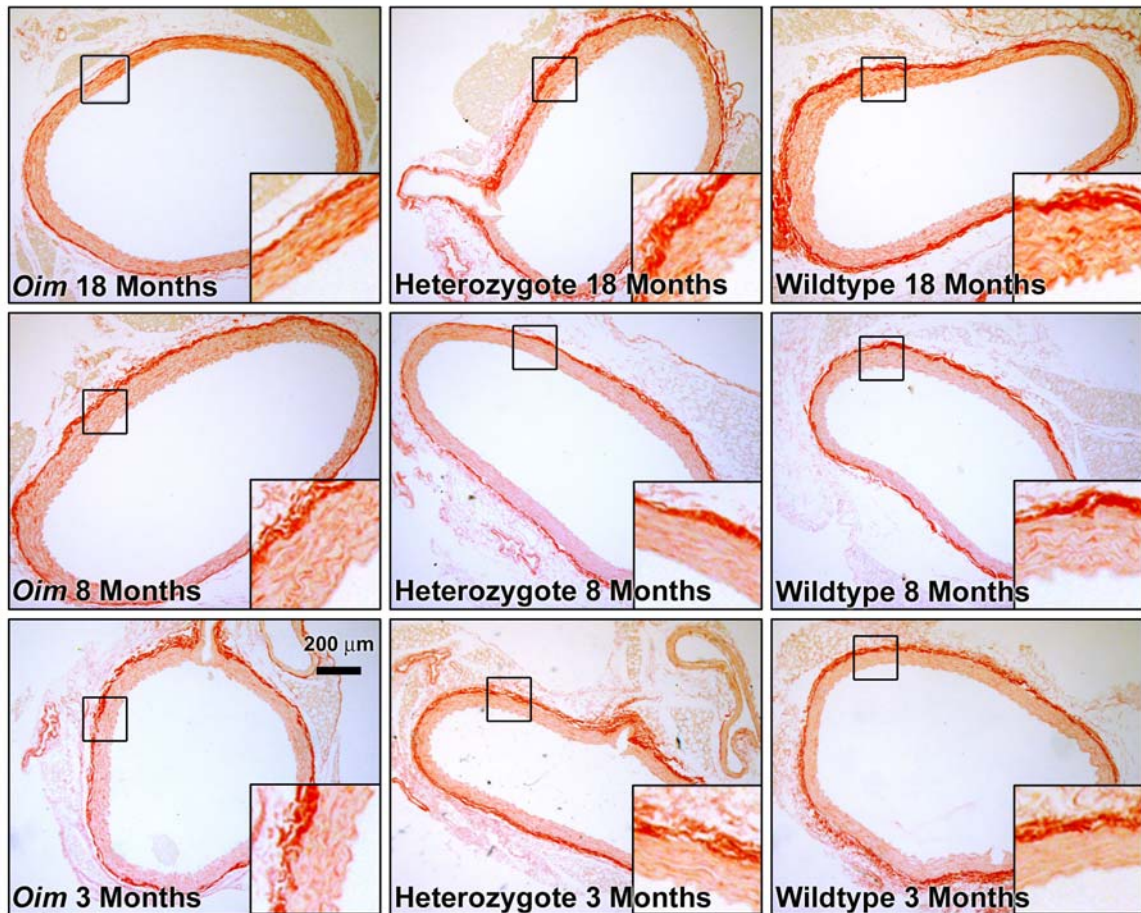 Oim 18 Months
Heterozygote 18 Months
Wildtype 18 Months
Oim 8 Months
Heterozygote 8 Months
Wildtype 8 Months
200 μm
Oim 3 Months
Heterozygote 3 Months
Wildtype 3 Months